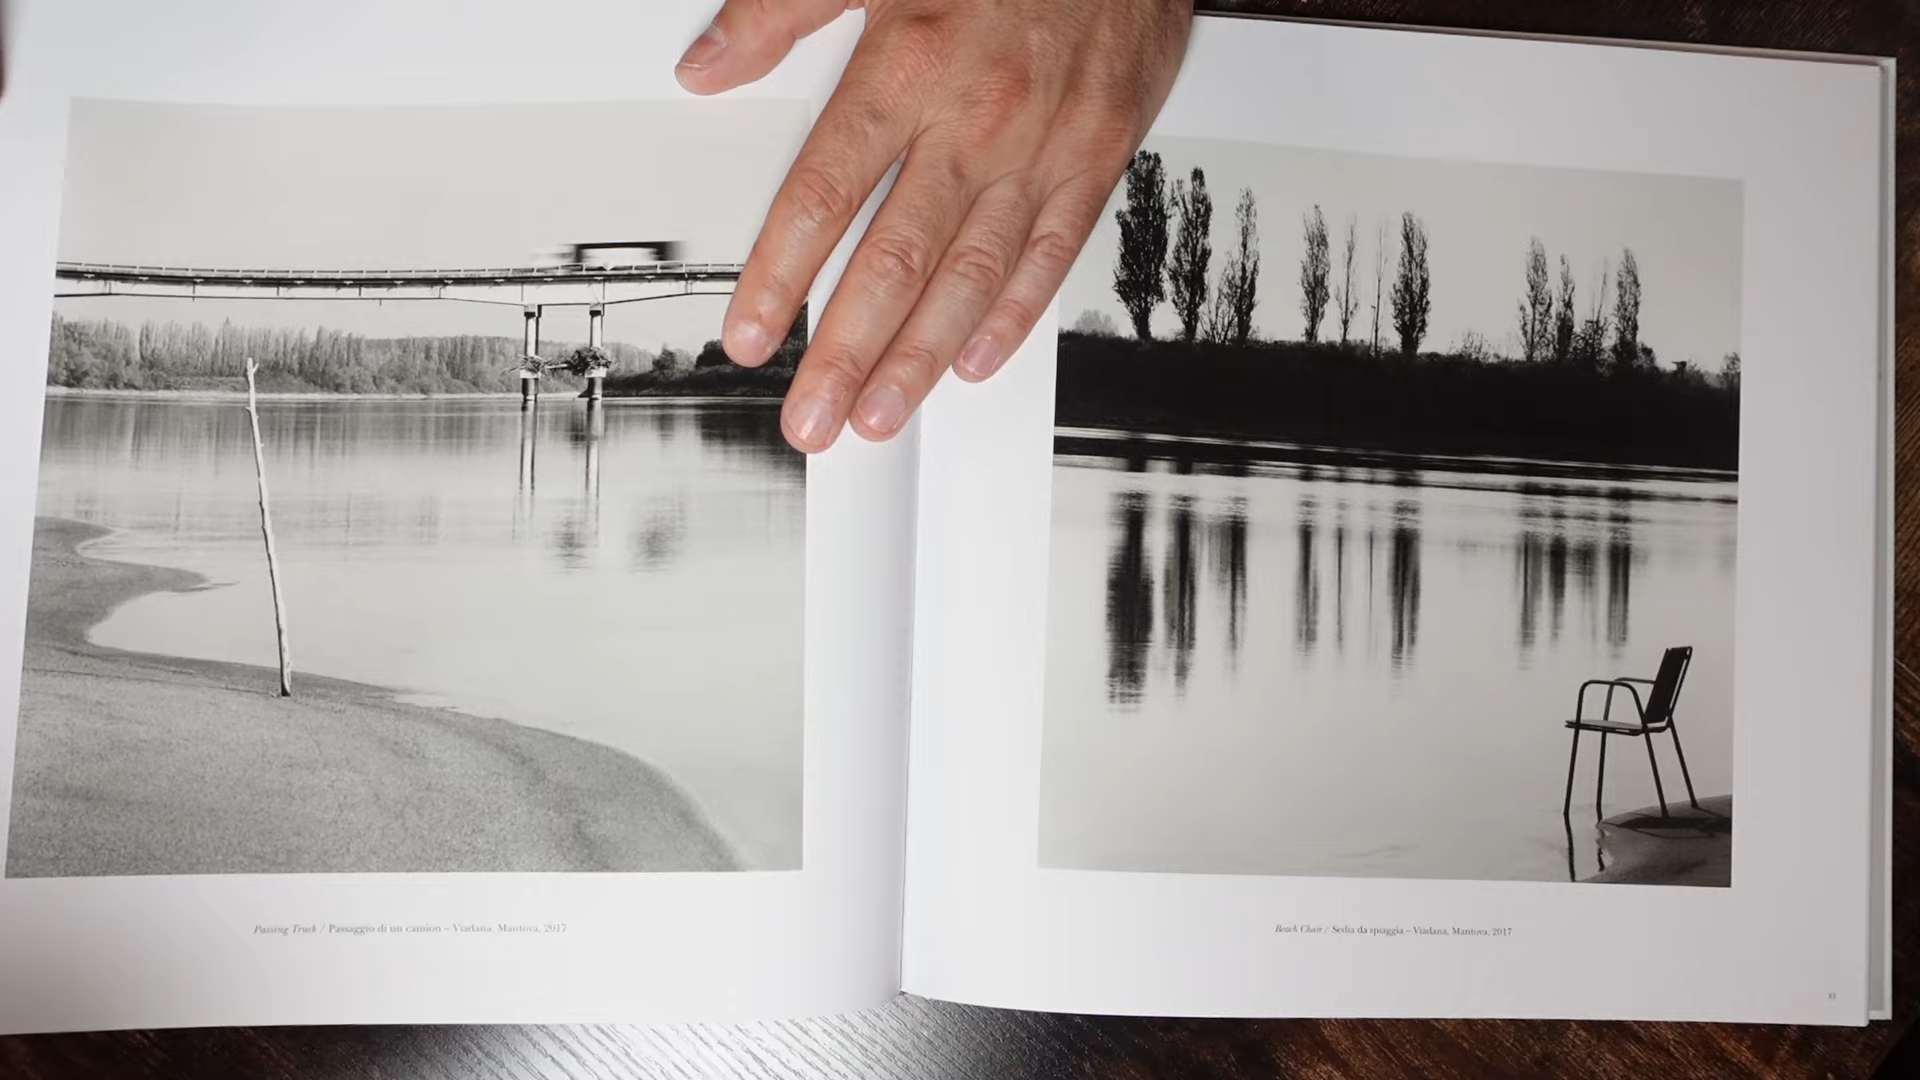 Passing Truck / Passaggio di un camion – Viadana, Mantova, 2017
Beach Chair / Sedia da spiaggia – Viadana, Mantova, 2017